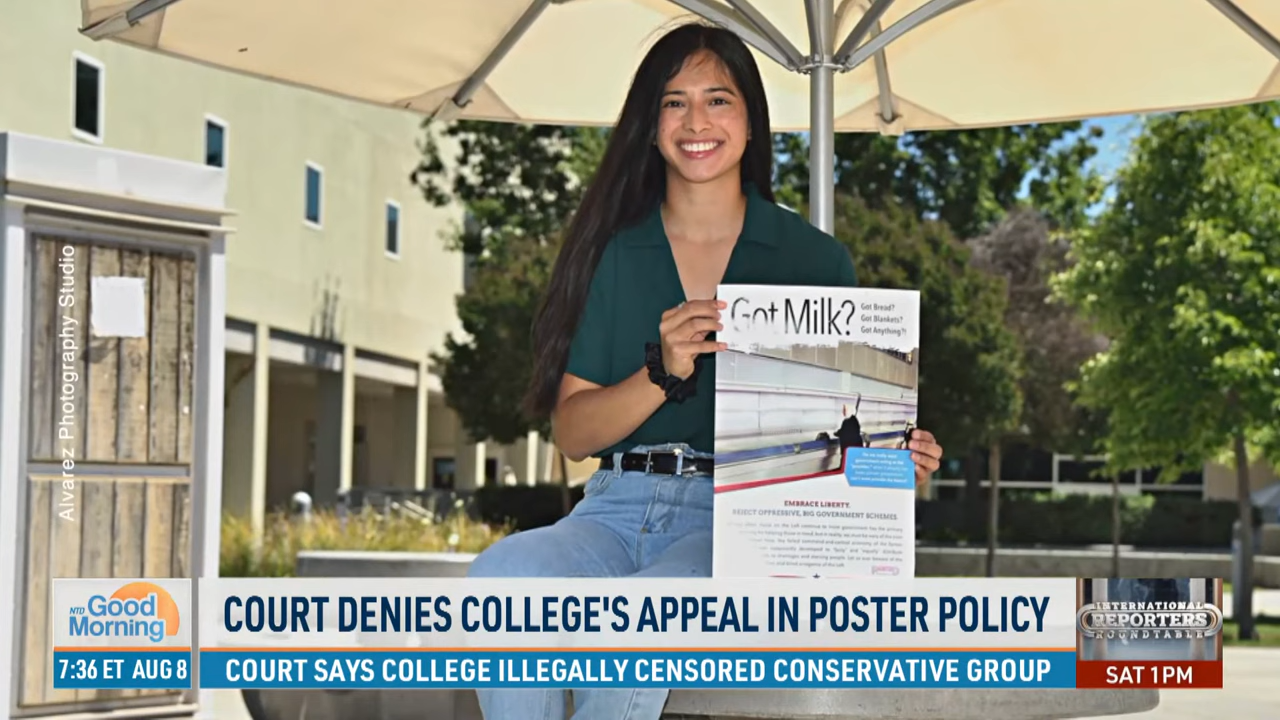 Alvarez Photography Studio
Got Milk?
Got Bread?
Got Blankets?
Got Anything?!
EMBRACE LIBERTY.
REJECT OPPRESSIVE, BIG GOVERNMENT SCHEMES
NTD
Good
Morning
7:36 ET AUG 8
COURT DENIES COLLEGE'S APPEAL IN POSTER POLICY
COURT SAYS COLLEGE ILLEGALLY CENSORED CONSERVATIVE GROUP
INTERNATIONAL
REPORTERS
ROUNDTABLE
SAT 1PM